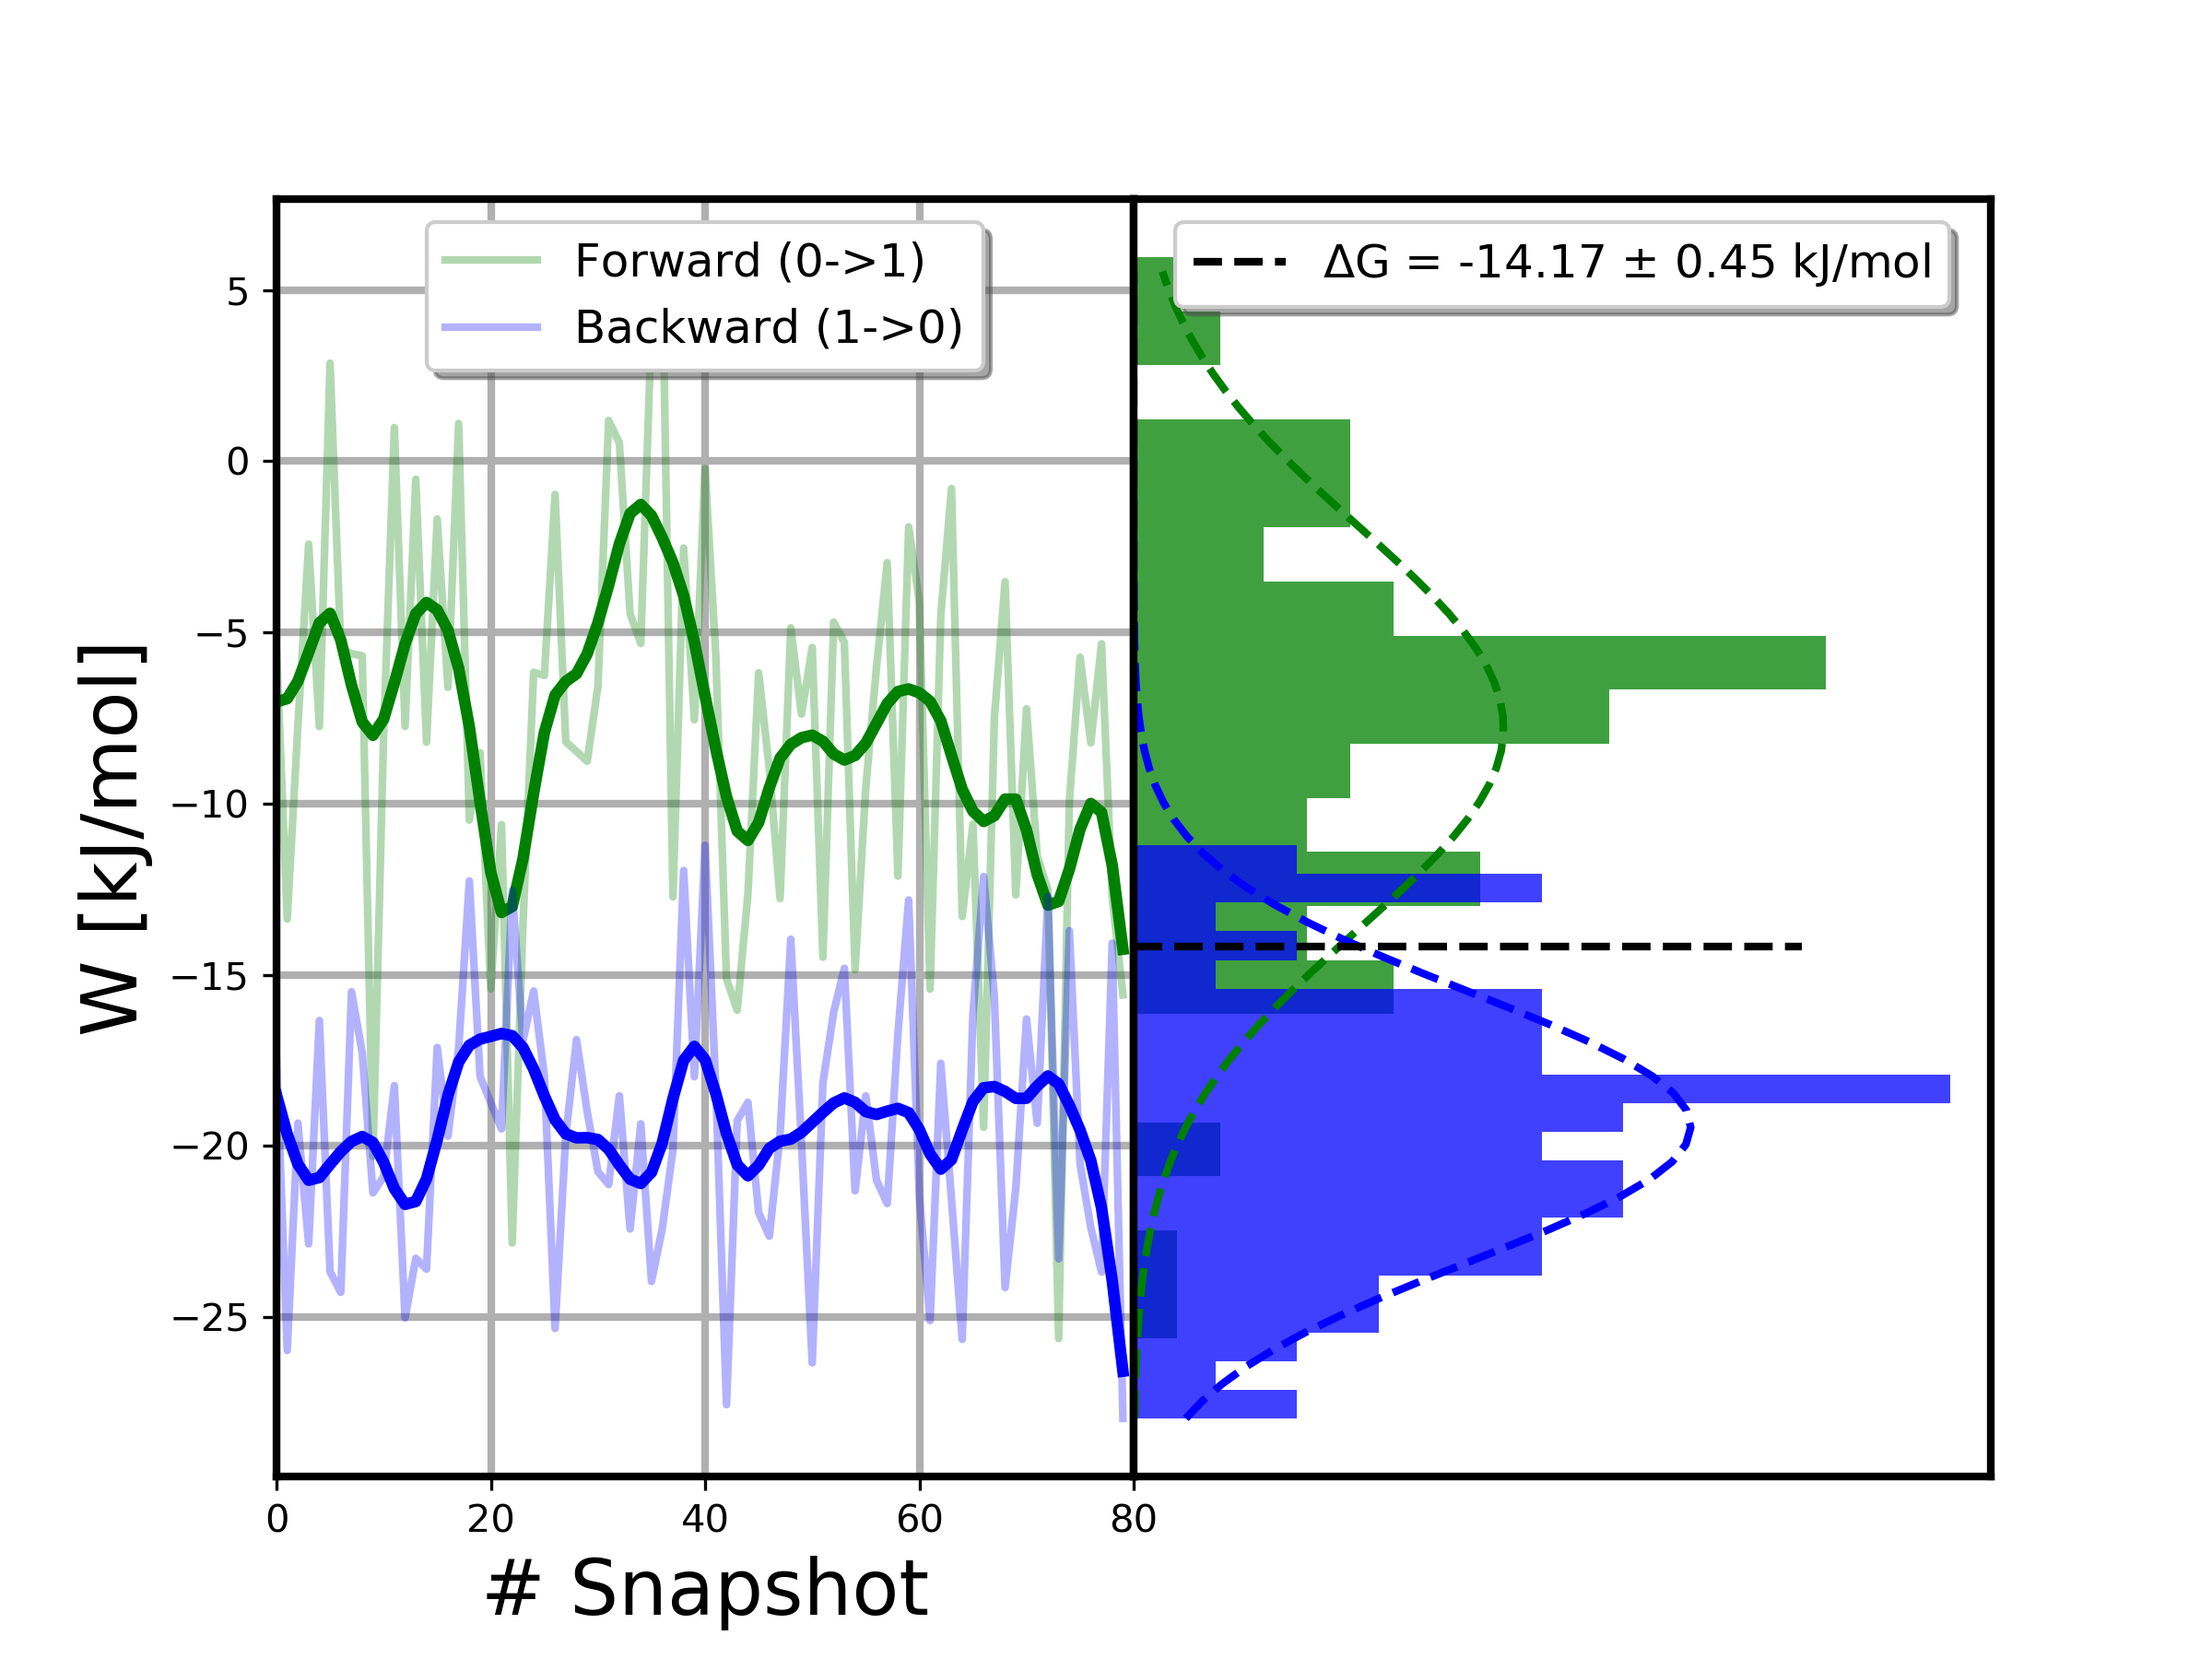 Forward (0->1)
Backward (1->0)
ΔG = -14.17 ± 0.45 kJ/mol
W [kJ/mol]
5
0
−5
−10
−15
−20
−25
0
20
40
60
80
# Snapshot